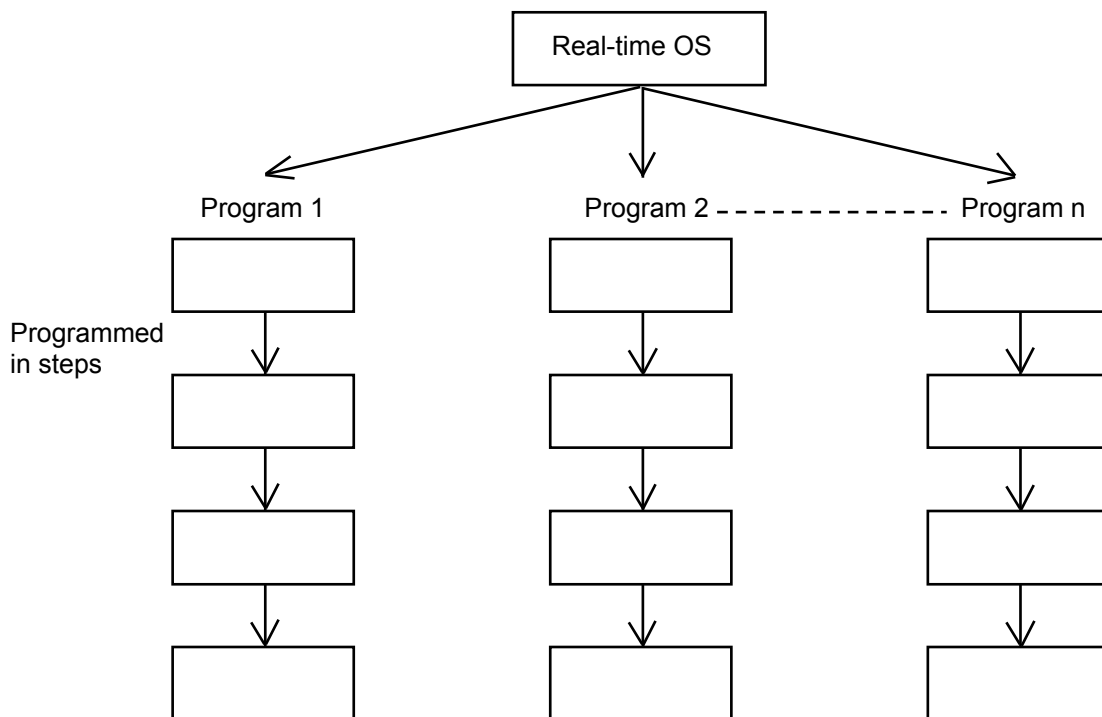 Real-time OS
Program 1
Program 2
Program n
Programmed
in steps